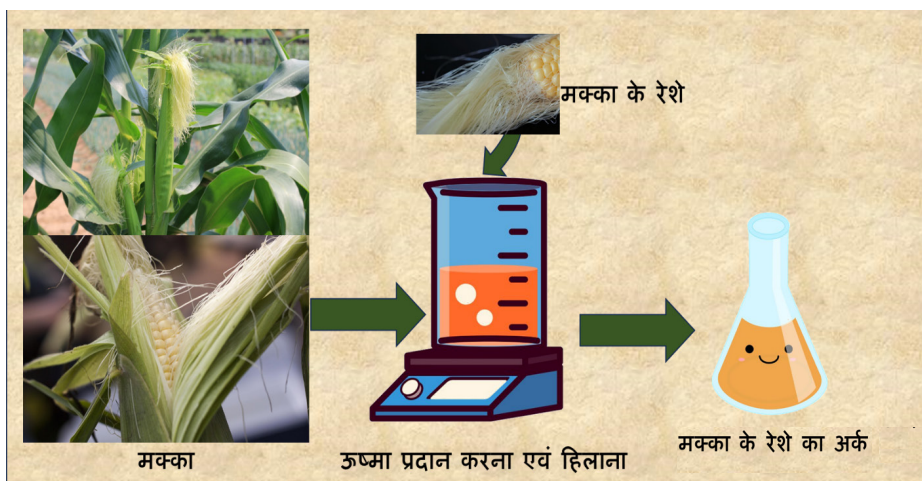 मक्का के रेशे
मक्का
ऊष्मा प्रदान करना एवं हिलाना
मक्का के रेशे का अर्क